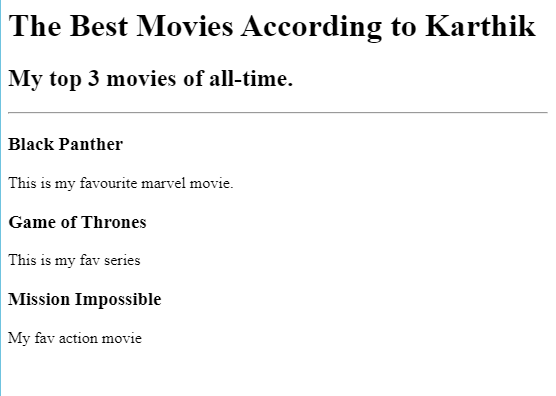 The Best Movies According to Karthik
My top 3 movies of all-time.
Black Panther
This is my favourite marvel movie.
Game of Thrones
This is my fav series
Mission Impossible
My fav action movie